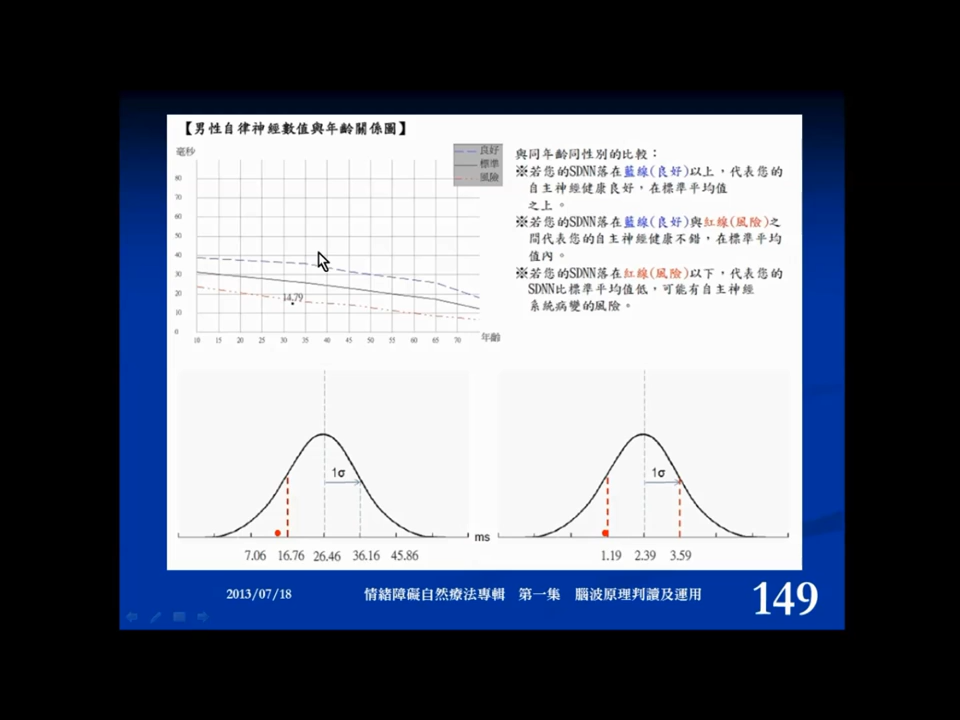 【男性自律神經數值與年齡關係圖】
毫秒
良好
標準
風險
80
70
60
50
40
30
20
10
0
14.79
10 15 20 25 30 35 40 45 50 55 60 65 70
年齡
與同年齡同性別的比較：
※若您的SDNN落在藍線(良好)以上，代表您的
自主神經健康良好，在標準平均值
之上。
※若您的SDNN落在藍線(良好)與紅線(風險)之
間代表您的自主神經健康不錯，在標準平均
值內。
※若您的SDNN落在紅線(風險)以下，代表您的
SDNN比標準平均值低，可能有自主神經
系統病變的風險。
1σ
7.06 16.76 26.46 36.16 45.86
ms
1σ
1.19 2.39 3.59
2013/07/18 情緒障礙自然療法專輯 第一集 腦波原理判讀及運用 149